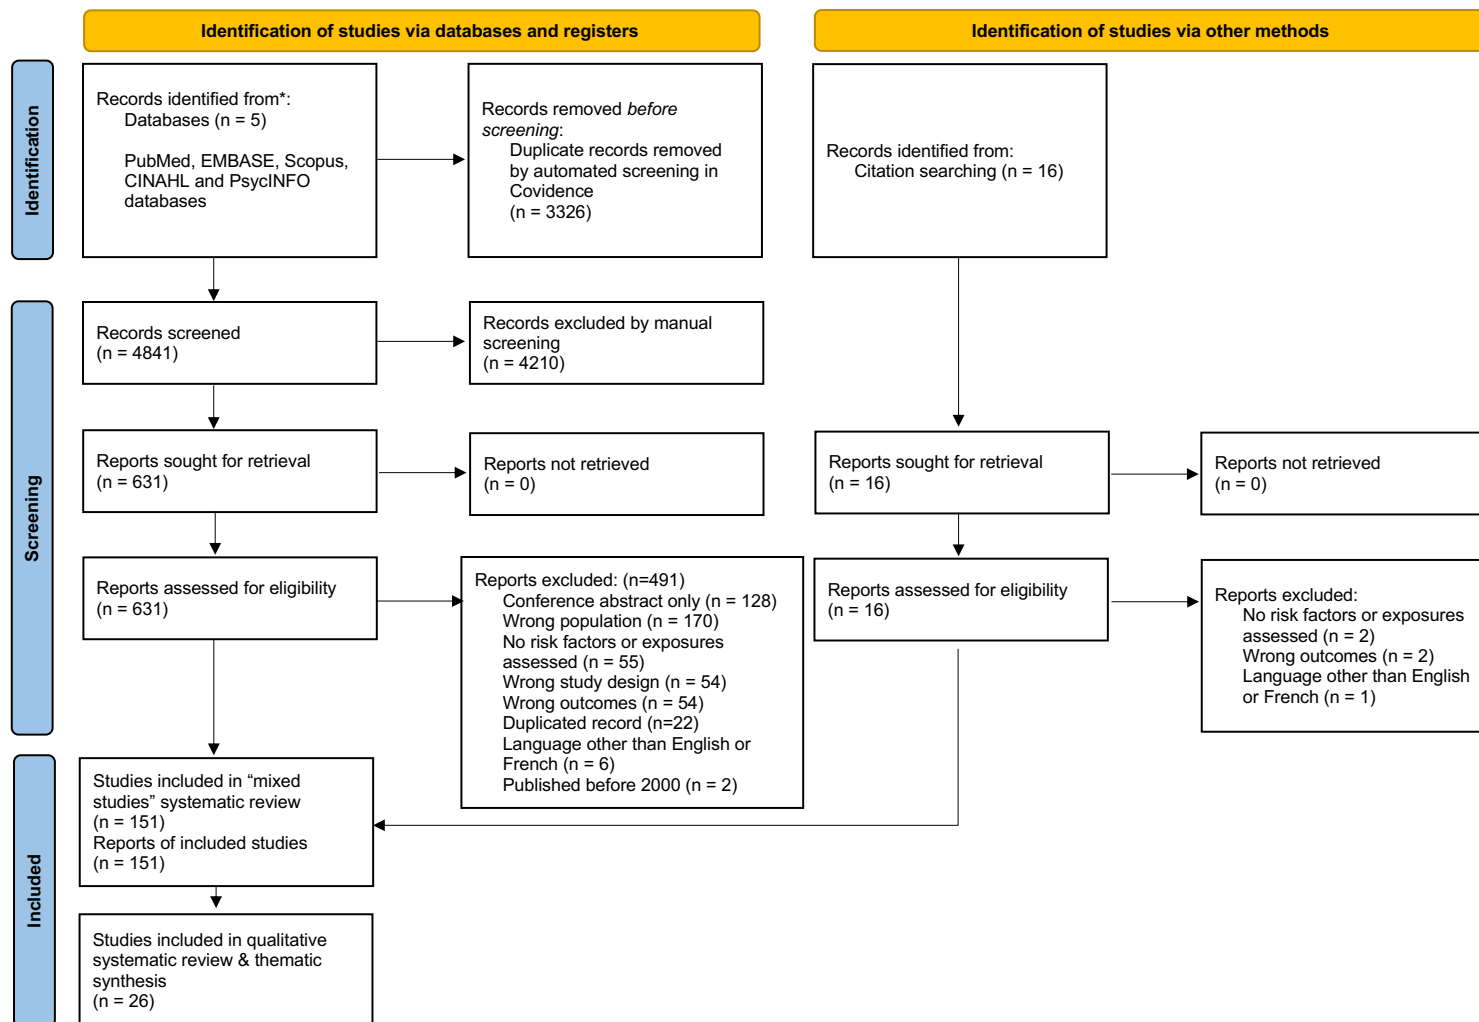 Identification of studies via databases and registers
Identification of studies via other methods
Identification
Records identified from*:
Databases (n = 5)
PubMed, EMBASE, Scopus,
CINAHL and PsycINFO
databases
Records removed before
screening:
Duplicate records removed
by automated screening in
Covidence
(n = 3326)
Records identified from:
Citation searching (n = 16)
Screening
Records screened
(n = 4841)
Records excluded by manual
screening
(n = 4210)
Reports sought for retrieval
(n = 631)
Reports not retrieved
(n = 0)
Reports sought for retrieval
(n = 16)
Reports not retrieved
(n = 0)
Reports assessed for eligibility
(n = 631)
Reports excluded: (n=491)
Conference abstract only (n = 128)
Wrong population (n = 170)
No risk factors or exposures
assessed (n = 55)
Wrong study design (n = 54)
Wrong outcomes (n = 54)
Duplicated record (n=22)
Language other than English or
French (n = 6)
Published before 2000 (n = 2)
Reports assessed for eligibility
(n = 16)
Reports excluded:
No risk factors or exposures
assessed (n = 2)
Wrong outcomes (n = 2)
Language other than English
or French (n = 1)
Included
Studies included in “mixed
studies” systematic review
(n = 151)
Reports of included studies
(n = 151)
Studies included in qualitative
systematic review & thematic
synthesis
(n = 26)